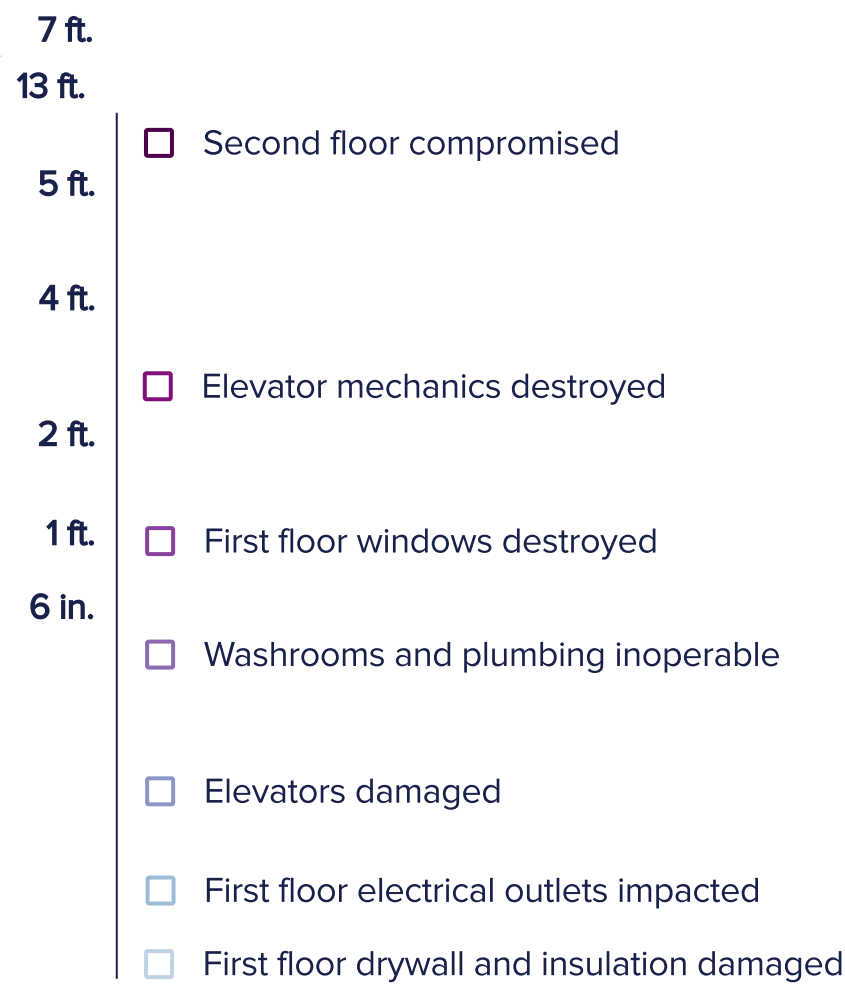 7 ft.
13 ft.
Second floor compromised
5 ft.
4 ft.
Elevator mechanics destroyed
2 ft.
1 ft.
First floor windows destroyed
6 in.
Washrooms and plumbing inoperable
Elevators damaged
First floor electrical outlets impacted
First floor drywall and insulation damaged